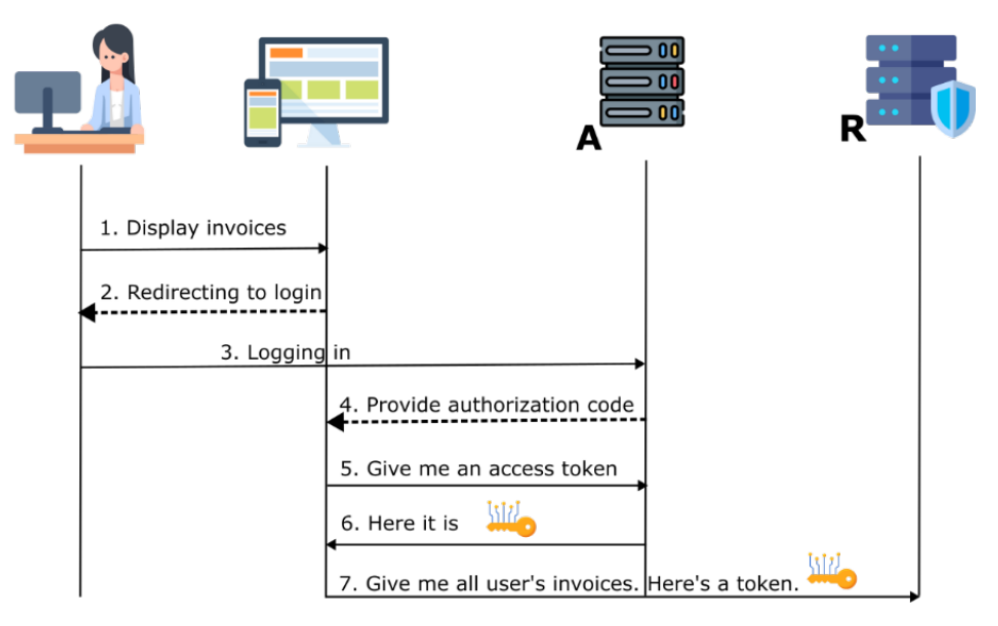 A
R
1. Display invoices
2. Redirecting to login
3. Logging in
4. Provide authorization code
5. Give me an access token
6. Here it is
7. Give me all user's invoices. Here's a token.